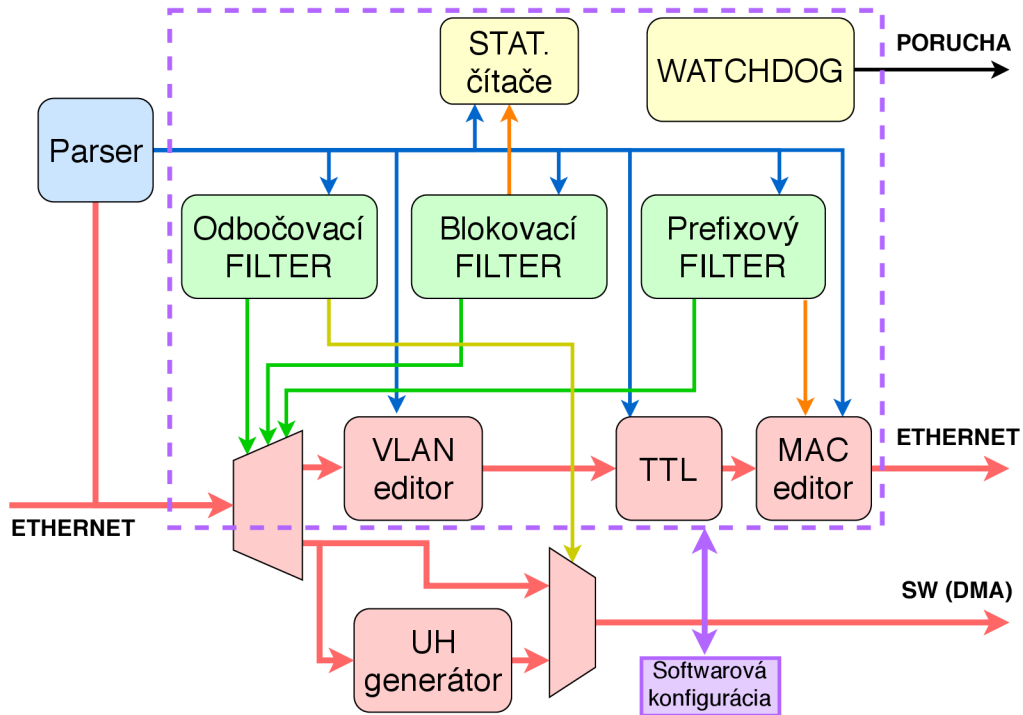 STAT.
čítače
WATCHDOG
PORUCHA
Parser
Odbočovací
FILTER
Blokovací
FILTER
Prefixový
FILTER
VLAN
editor
TTL
MAC
editor
ETHERNET
ETHERNET
UH
generátor
SW (DMA)
Softwarová
konfigurácia